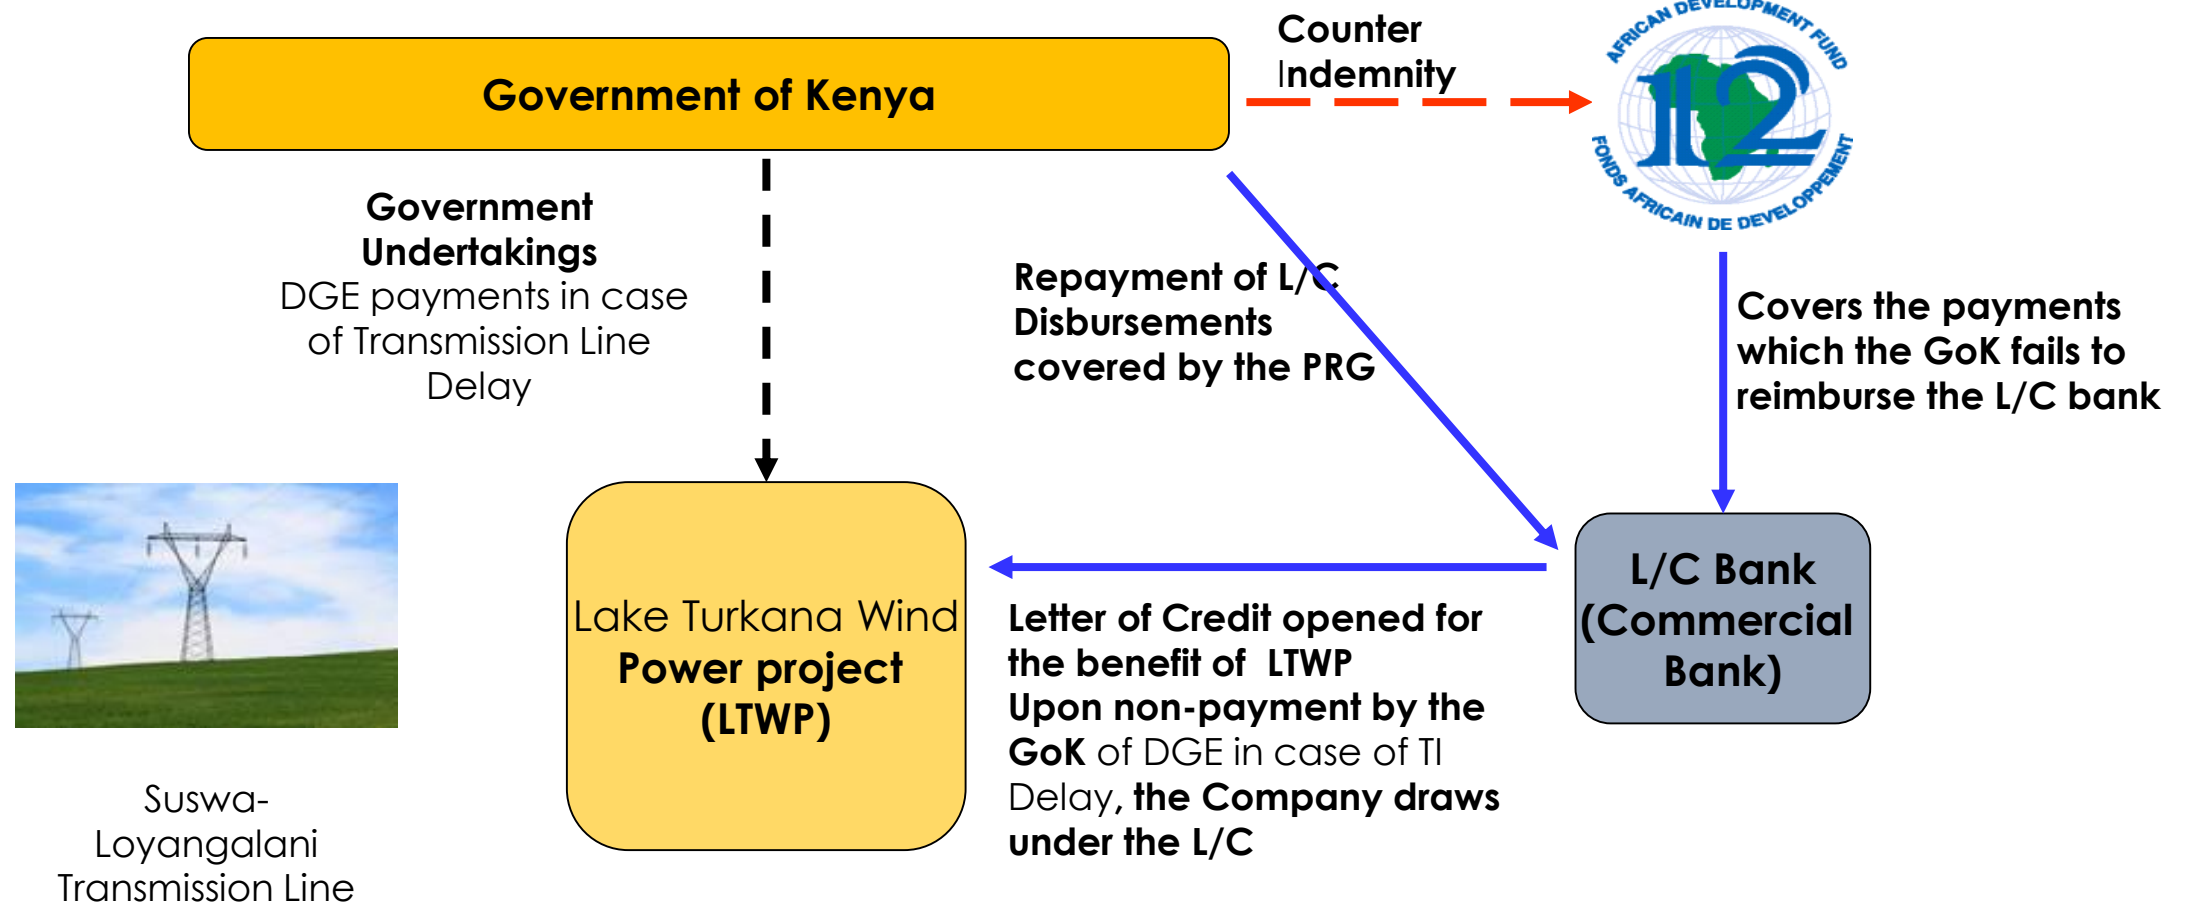 Counter
Indemnity
Government of Kenya
AFRICAN DEVELOPMENT FUND
12
FONDS AFRICAIN DE DEVELOPPEMENT
Government
Undertakings
DGE payments in case
of Transmission Line
Delay
Repayment of L/C
Disbursements
covered by the PRG
Covers the payments
which the GoK fails to
reimburse the L/C bank
Lake Turkana Wind
Power project
(LTWP)
L/C Bank
(Commercial
Bank)
Letter of Credit opened for
the benefit of LTWP
Upon non-payment by the
GoK of DGE in case of Tl
Delay, the Company draws
under the L/C
Suswa-
Loyangalani
Transmission Line